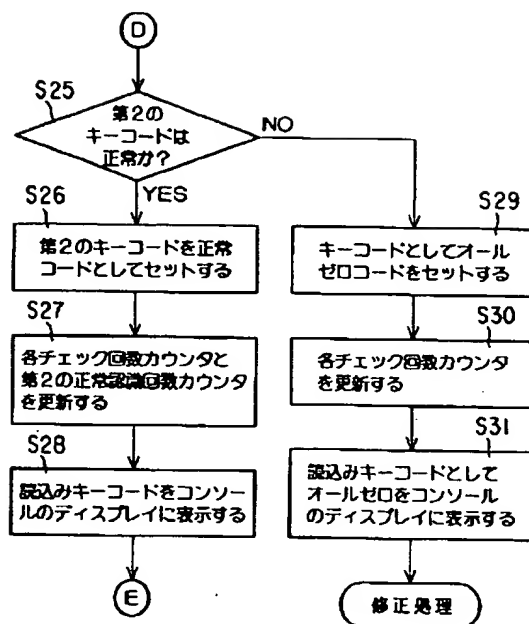 D
S25
第2の
キーコードは
正常か?
NO
YES
S26
第2のキーコードを正常
コードとしてセットする
S27
各チェック回数カウンタと
第2の正常認識回数カウンタ
を更新する
S28
読込みキーコードをコンソー
ルのディスプレイに表示する
E
S29
キーコードとしてオール
ゼロコードをセットする
S30
各チェック回数カウンタ
を更新する
S31
読込みキーコードとして
オールゼロをコンソール
のディスプレイに表示する
修正処理